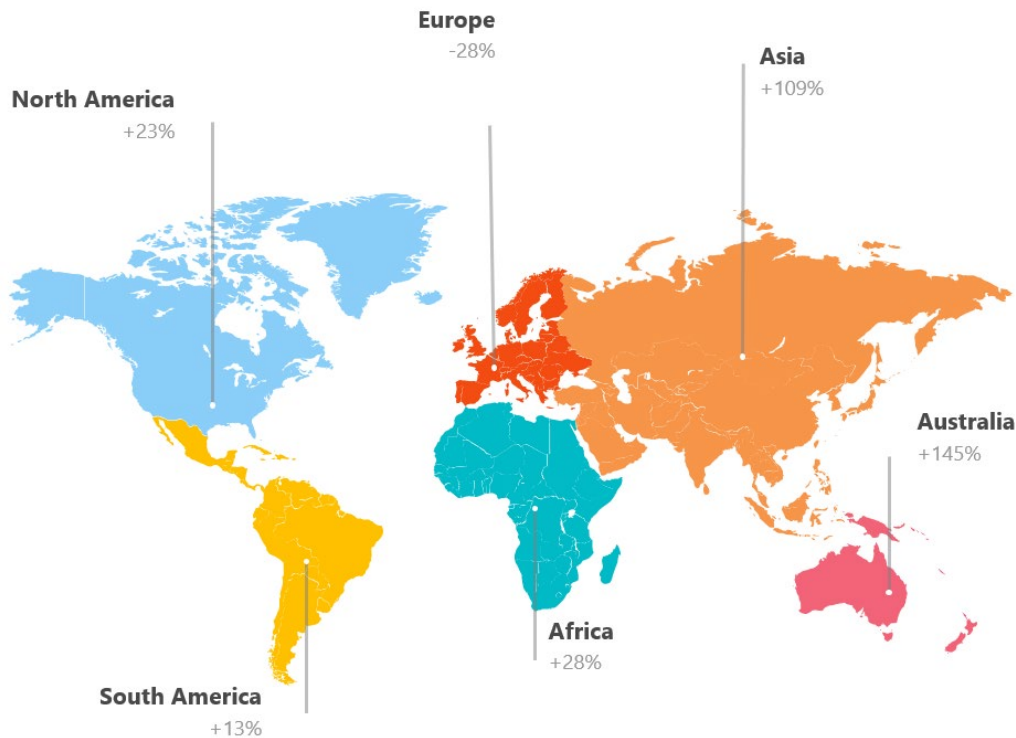 Europe
-28%
Asia
+109%
North America
+23%
Australia
+145%
Africa
+28%
South America
+13%